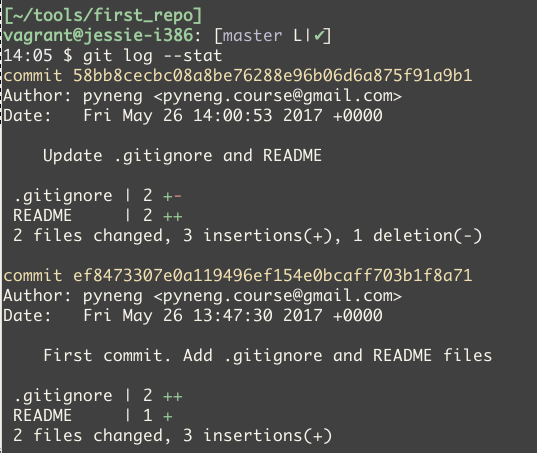 [~/tools/first_repo]
vagrant@jessie-i386: [master L|✔]
14:05 $ git log --stat
commit 58bb8cecbc08a8be76288e96b06d6a875f91a9b1
Author: pyneng <pyneng.course@gmail.com>
Date:   Fri May 26 14:00:53 2017 +0000

    Update .gitignore and README

 .gitignore | 2 +-
 README     | 2 ++
 2 files changed, 3 insertions(+), 1 deletion(-)

commit ef8473307e0a119496ef154e0bcaff703b1f8a71
Author: pyneng <pyneng.course@gmail.com>
Date:   Fri May 26 13:47:30 2017 +0000

    First commit. Add .gitignore and README files

 .gitignore | 2 ++
 README     | 1 +
 2 files changed, 3 insertions(+)